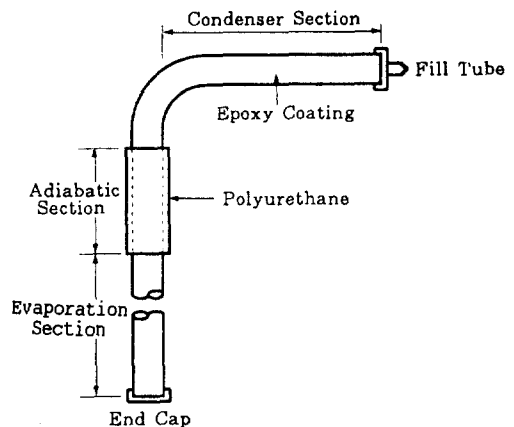 Condenser Section
Fill Tube
Epoxy Coating
Adiabatic
Section
Polyurethane
Evaporation
Section
End Cap